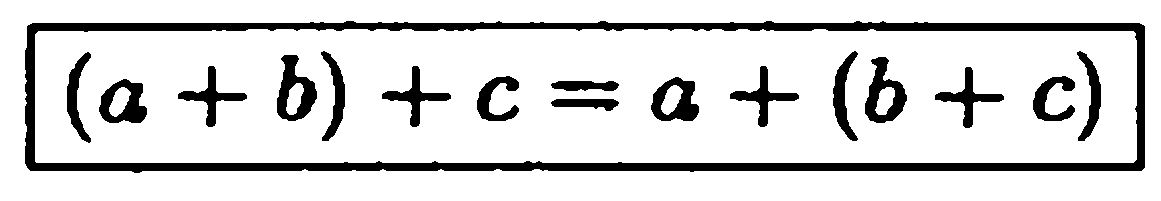 (a + b) + c = a + (b + c)